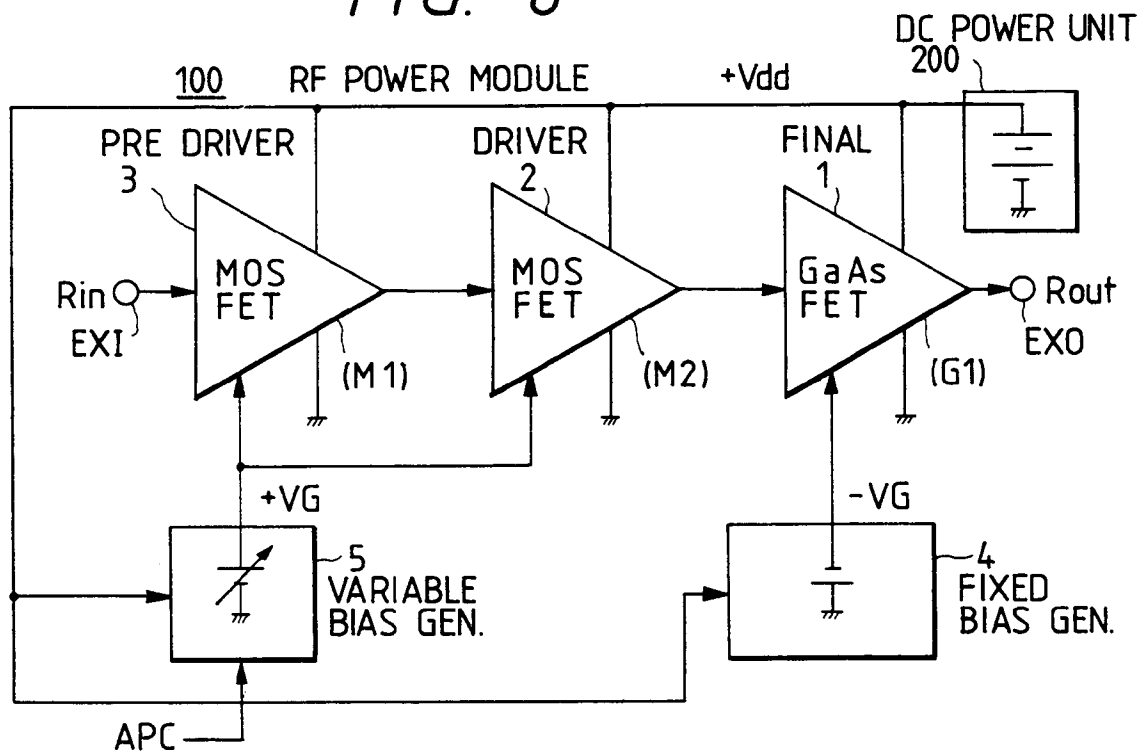 FIG.
DC POWER UNIT
200
100 RF POWER MODULE +Vdd
PRE DRIVER
3
DRIVER
2
FINAL
1
MOS
FET
MOS
FET
GaAs
FET
Rin
EXI
Rout
EXO
(M1)
(M2)
(G1)
+VG
-VG
5
VARIABLE
BIAS GEN.
4
FIXED
BIAS GEN.
APC